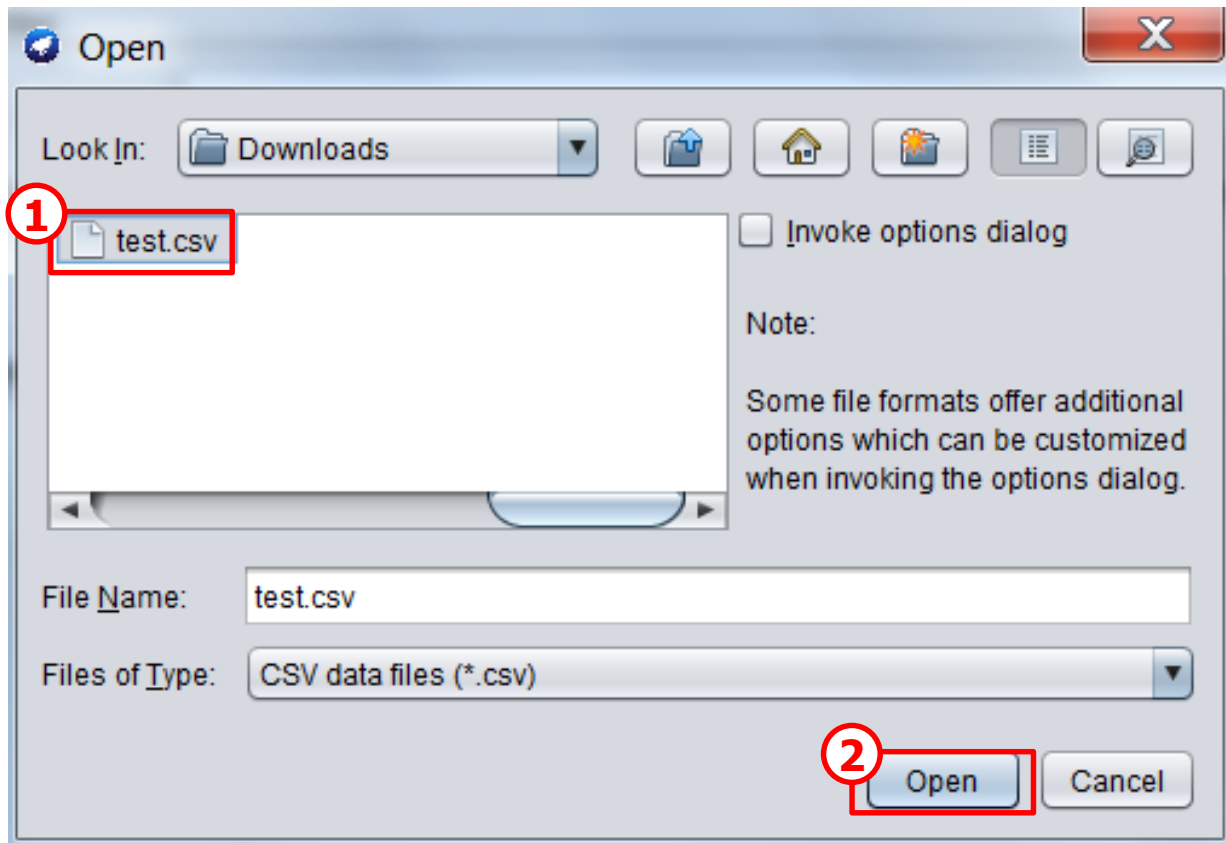 Open
Look In: Downloads
1
test.csv
Invoke options dialog
Note:
Some file formats offer additional
options which can be customized
when invoking the options dialog.
File Name: test.csv
Files of Type: CSV data files (*.csv)
2
Open Cancel